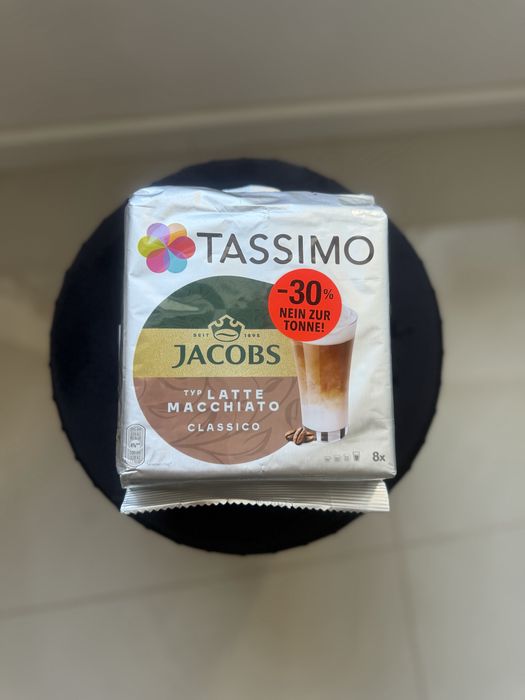 TASSIMO
-30%
NEIN ZUR
TONNE!
SEIT 1895
JACOBS
TYP LATTE
MACCHIATO
CLASSICO
8x